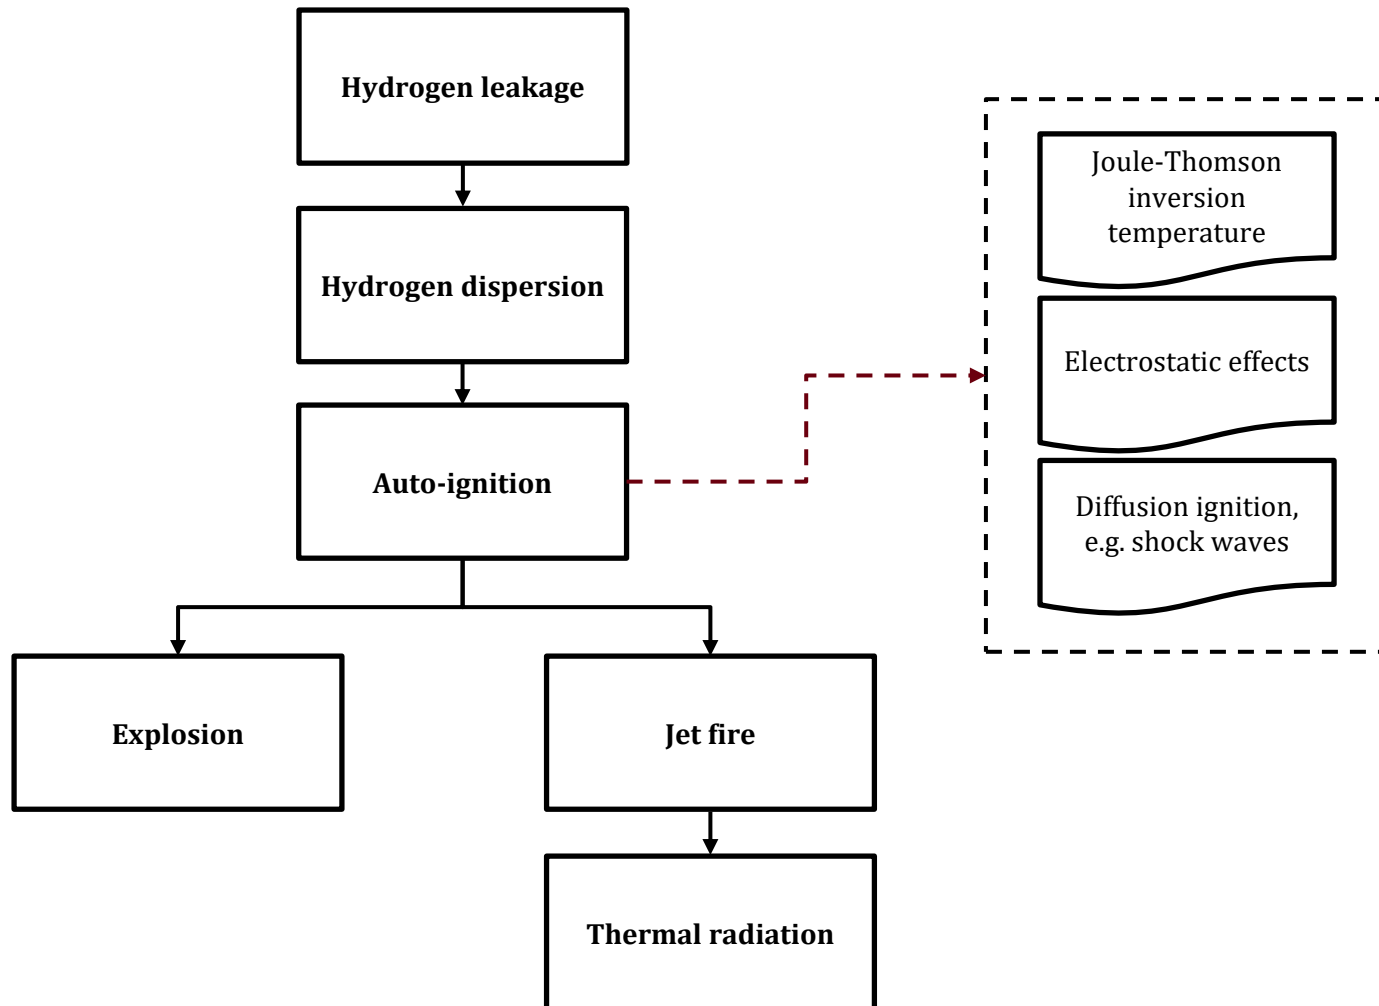 Hydrogen leakage
Hydrogen dispersion
Auto-ignition
Explosion
Jet fire
Thermal radiation
Joule-Thomson
inversion
temperature
Electrostatic effects
Diffusion ignition,
e.g. shock waves